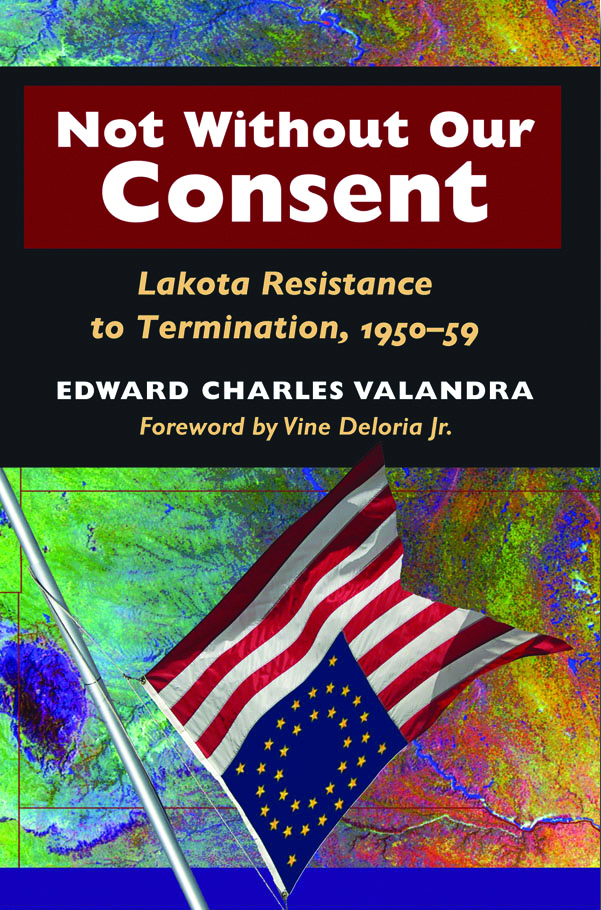 Not Without Our
Consent
Lakota Resistance
to Termination, 1950–59
EDWARD CHARLES VALANDRA
Foreword by Vine Deloria Jr.